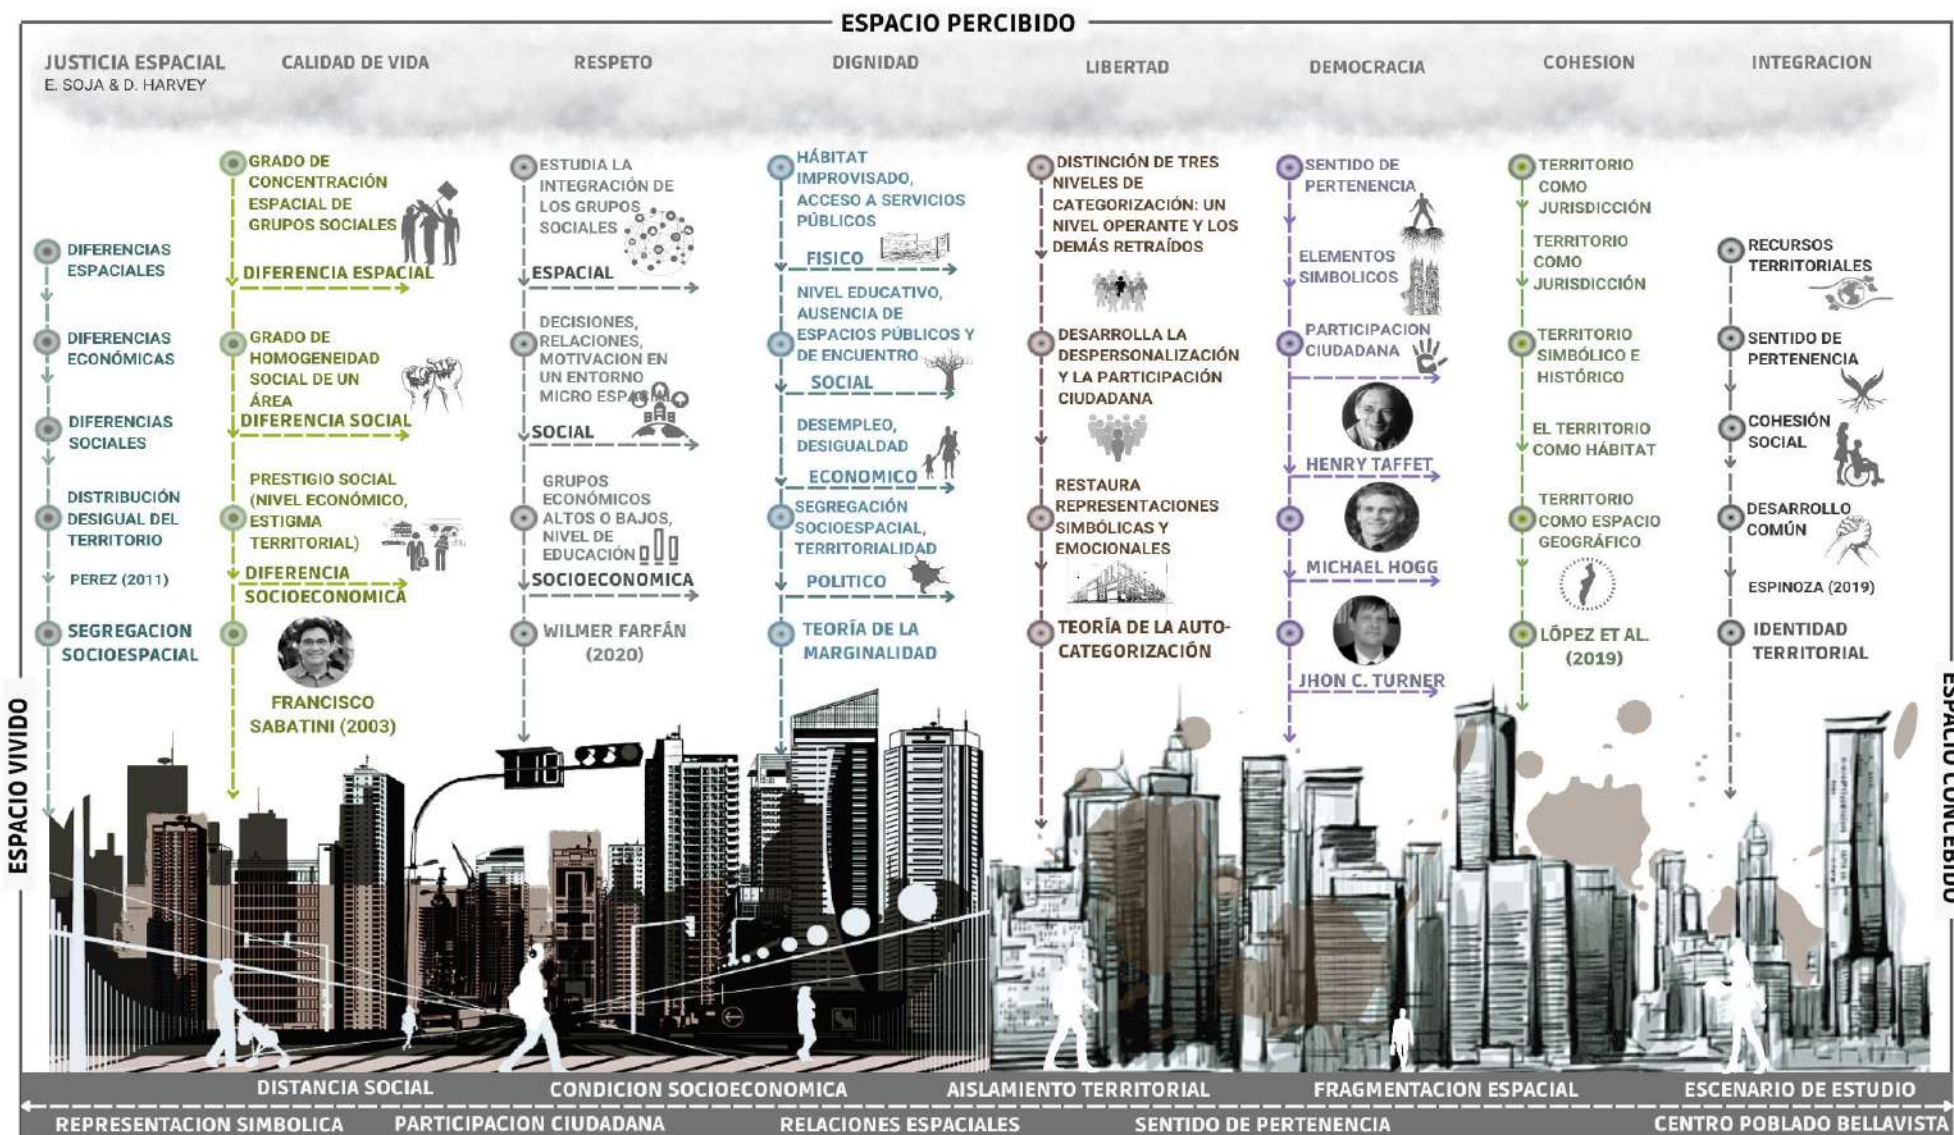 ESPACIO PERCIBIDO
JUSTICIA ESPACIAL
E. SOJA & D. HARVEY
CALIDAD DE VIDA
RESPETO
DIGNIDAD
LIBERTAD
DEMOCRACIA
COHESION
INTEGRACION
DIFERENCIAS
ESPACIALES
DIFERENCIAS
ECONÓMICAS
DIFERENCIAS
SOCIALES
DISTRIBUCIÓN
DESIGUAL DEL
TERRITORIO
PEREZ (2011)
SEGREGACION
SOCIOESPACIAL
GRADO DE
CONCENTRACIÓN
ESPACIAL DE
GRUPOS SOCIALES
DIFERENCIA ESPACIAL
GRADO DE
HOMOGENEIDAD
SOCIAL DE UN
ÁREA
DIFERENCIA SOCIAL
PRESTIGIO SOCIAL
(NIVEL ECONÓMICO,
ESTIGMA
TERRITORIAL)
DIFERENCIA
SOCIOECONOMICA
FRANCISCO
SABATINI (2003)
ESTUDIA LA
INTEGRACIÓN DE
LOS GRUPOS
SOCIALES
ESPACIAL
DECISIONES,
RELACIONES,
MOTIVACION EN
UN ENTORNO
MICRO ESPACIAL
SOCIAL
GRUPOS
ECONÓMICOS
ALTOS O BAJOS,
NIVEL DE
EDUCACIÓN
SOCIOECONOMICA
WILMER FARFÁN
(2020)
HÁBITAT
IMPROVISADO,
ACCESO A SERVICIOS
PÚBLICOS
FISICO
NIVEL EDUCATIVO,
AUSENCIA DE
ESPACIOS PÚBLICOS Y
DE ENCUENTRO
SOCIAL
DESEMPLEO,
DESIGUALDAD
ECONOMICO
SEGREGACIÓN
SOCIOESPACIAL,
TERRITORIALIDAD
POLITICO
TEORÍA DE LA
MARGINALIDAD
DISTINCIÓN DE TRES
NIVELES DE
CATEGORIZACIÓN: UN
NIVEL OPERANTE Y LOS
DEMÁS RETRAÍDOS
DESARROLLA LA
DESPERSONALIZACIÓN
Y LA PARTICIPACIÓN
CIUDADANA
RESTAURA
REPRESENTACIONES
SIMBÓLICAS Y
EMOCIONALES
TEORÍA DE LA AUTO-
CATEGORIZACIÓN
SENTIDO DE
PERTENENCIA
ELEMENTOS
SIMBOLICOS
PARTICIPACION
CIUDADANA
HENRY TAFFET
MICHAEL HOGG
JHON C. TURNER
TERRITORIO
COMO
JURISDICCIÓN
TERRITORIO
COMO
JURISDICCIÓN
TERRITORIO
SIMBÓLICO E
HISTÓRICO
EL TERRITORIO
COMO HÁBITAT
TERRITORIO
COMO ESPACIO
GEOGRÁFICO
LÓPEZ ET AL.
(2019)
RECURSOS
TERRITORIALES
SENTIDO DE
PERTENENCIA
COHESIÓN
SOCIAL
DESARROLLO
COMÚN
ESPINOZA (2019)
IDENTIDAD
TERRITORIAL
ESPACIO VIVIDO
ESPACIO CONCEBIDO
DISTANCIA SOCIAL
CONDICION SOCIOECONOMICA
AISLAMIENTO TERRITORIAL
FRAGMENTACION ESPACIAL
ESCENARIO DE ESTUDIO
REPRESENTACION SIMBOLICA
PARTICIPACION CIUDADANA
RELACIONES ESPACIALES
SENTIDO DE PERTENENCIA
CENTRO POBLADO BELLAVISTA